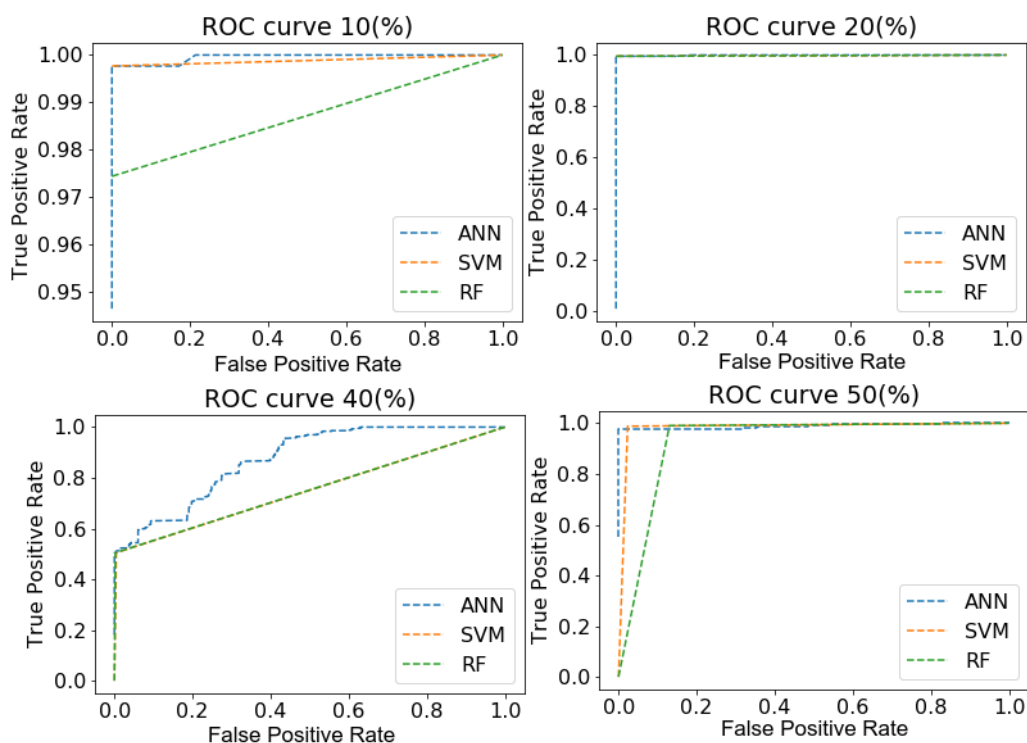 ROC curve 10(%)
True Positive Rate
1.00
0.99
0.98
0.97
0.96
0.95
ANN
SVM
RF
0.0 0.2 0.4 0.6 0.8 1.0
False Positive Rate
ROC curve 20(%)
True Positive Rate
1.0
0.8
0.6
0.4
0.2
0.0
ANN
SVM
RF
0.0 0.2 0.4 0.6 0.8 1.0
False Positive Rate
ROC curve 40(%)
True Positive Rate
1.0
0.8
0.6
0.4
0.2
0.0
ANN
SVM
RF
0.0 0.2 0.4 0.6 0.8 1.0
False Positive Rate
ROC curve 50(%)
True Positive Rate
1.0
0.8
0.6
0.4
0.2
0.0
ANN
SVM
RF
0.0 0.2 0.4 0.6 0.8 1.0
False Positive Rate